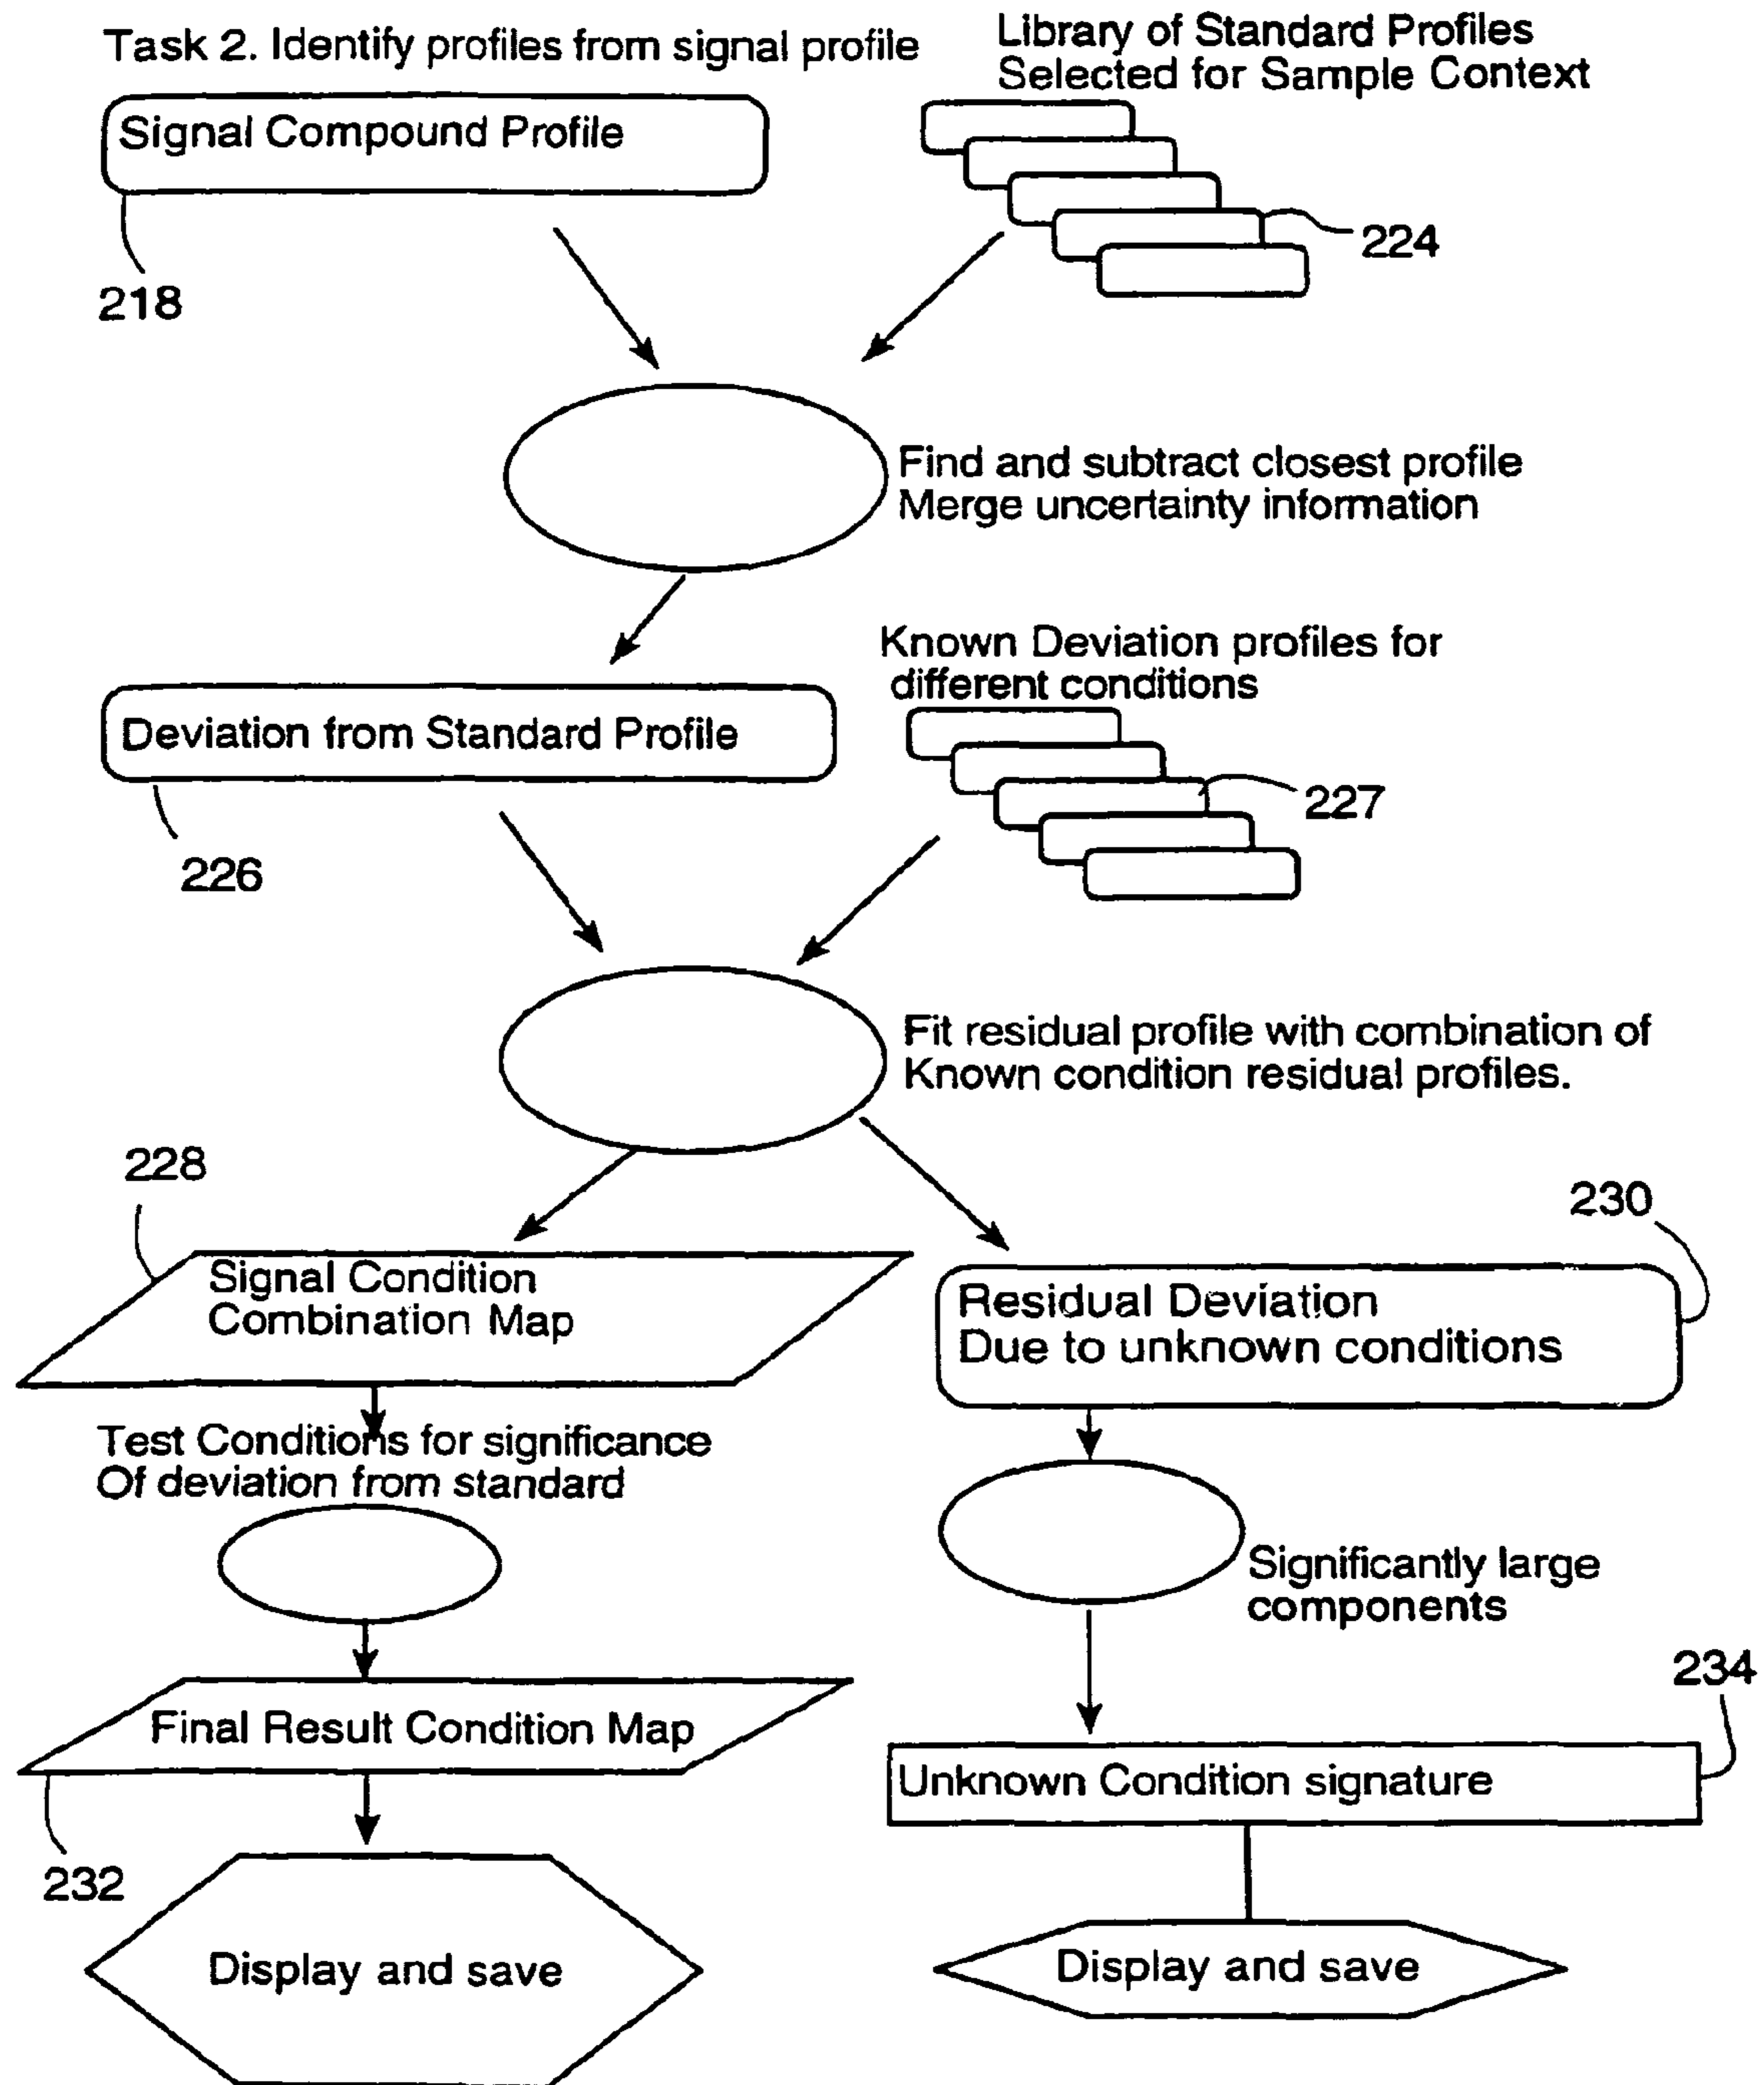 Task 2. Identify profiles from signal profile
Library of Standard Profiles
Selected for Sample Context
Signal Compound Profile
224
218
Find and subtract closest profile
Merge uncertainty information
Known Deviation profiles for
different conditions
Deviation from Standard Profile
227
226
Fit residual profile with combination of
Known condition residual profiles.
228
230
Signal Condition
Combination Map
Residual Deviation
Due to unknown conditions
Test Conditions for significance
Of deviation from standard
Significantly large
components
234
Final Result Condition Map
Unknown Condition signature
232
Display and save
Display and save